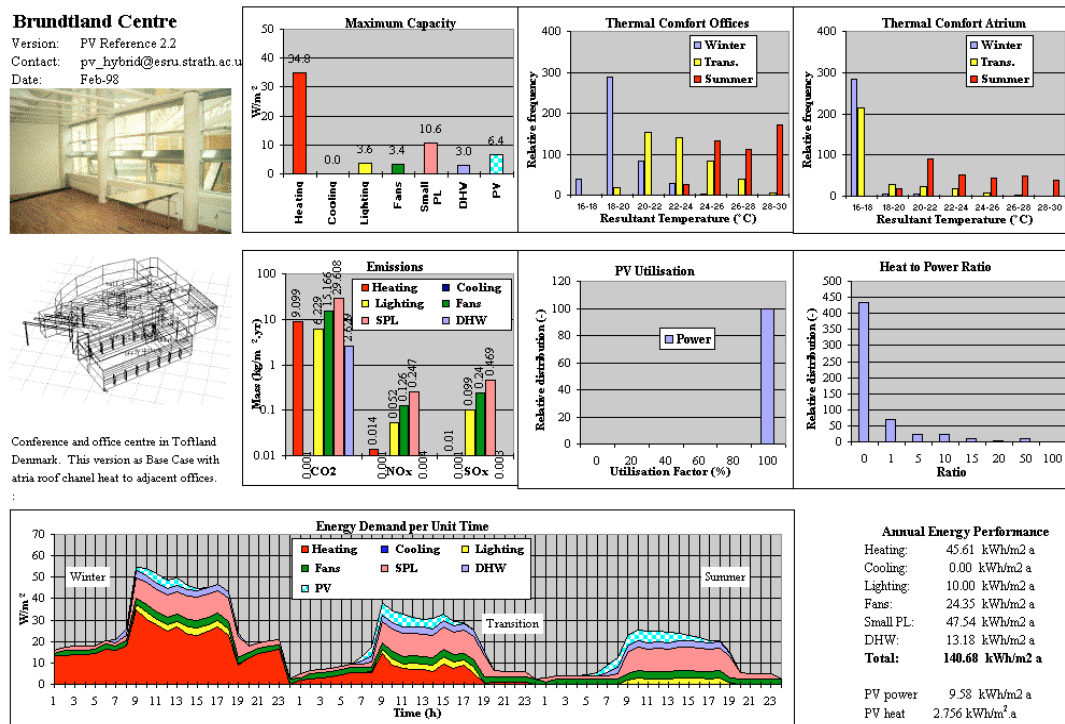 Brundtland Centre
Version: PV Reference 2.2
Contact: pv_hybrid@esru.strath.ac.u
Date: Feb-98
Maximum Capacity
W/m²
50
40
30
20
10
0
34.8
0.0
3.6
3.4
10.6
3.0
6.4
Heating
Cooling
Lighting
Fans
Small PL
DHW
PV
Thermal Comfort Offices
Relative frequency
400
300
200
100
0
Winter
Trans.
Summer
16-18 18-20 20-22 22-24 24-26 26-28 28-30
Resultant Temperature (°C)
Thermal Comfort Atrium
Relative frequency
400
300
200
100
0
Winter
Trans.
Summer
16-18 18-20 20-22 22-24 24-26 26-28 28-30
Resultant Temperature (°C)
Conference and office centre in Toftland
Denmark. This version as Base Case with
atria roof chanel heat to adjacent offices.
:
Emissions
Mass (kg/m²,yr)
100
10
1
0.1
0.01
Heating Cooling
Lighting Fans
SPL DHW
9.099
0.001
6.229
15.166
29.608
2.629
0.014
0.001
0.052
0.126
0.247
0.004
0.01
0.001
0.099
0.24
0.469
0.003
CO2 NOx SOx
PV Utilisation
Relative distribution (-)
120
100
80
60
40
20
0
Power
0 20 40 60 80 100
Utilisation Factor (%)
Heat to Power Ratio
Relative distribution (-)
500
450
400
350
300
250
200
150
100
50
0
0 1 5 10 15 20 50 100
Ratio
Energy Demand per Unit Time
W/m²
70
60
50
40
30
20
10
0
Heating Cooling Lighting
Fans SPL DHW
PV
Winter
Transition
Summer
1 3 5 7 9 11 13 15 17 19 21 23 1 3 5 7 9 11 13 15 17 19 21 23 1 3 5 7 9 11 13 15 17 19 21 23
Time (h)
Annual Energy Performance
Heating: 45.61 kWh/m2 a
Cooling: 0.00 kWh/m2 a
Lighting: 10.00 kWh/m2 a
Fans: 24.35 kWh/m2 a
Small PL: 47.54 kWh/m2 a
DHW: 13.18 kWh/m2 a
Total: 140.68 kWh/m2 a
PV power 9.58 kWh/m2 a
PV heat 2.756 kWh/m² a